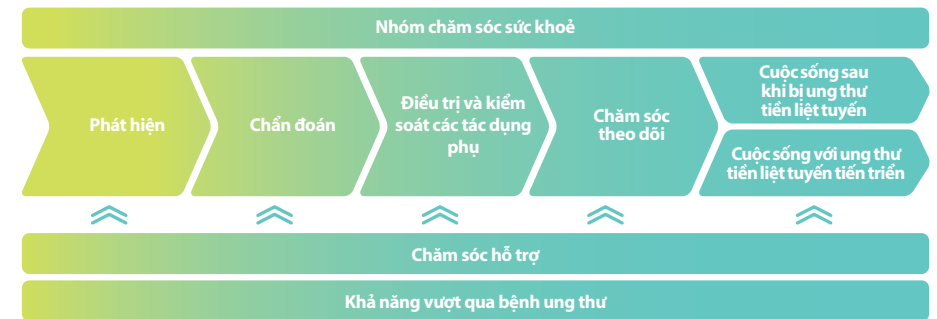 Nhóm chăm sóc sức khoẻ
Phát hiện
Chẩn đoán
Điều trị và kiểm
soát các tác dụng
phụ
Chăm sóc
theo dõi
Cuộc sống sau
khi bị ung thư
tiền liệt tuyến
Cuộc sống với ung thư
tiền liệt tuyến tiến triển
Chăm sóc hỗ trợ
Khả năng vượt qua bệnh ung thư